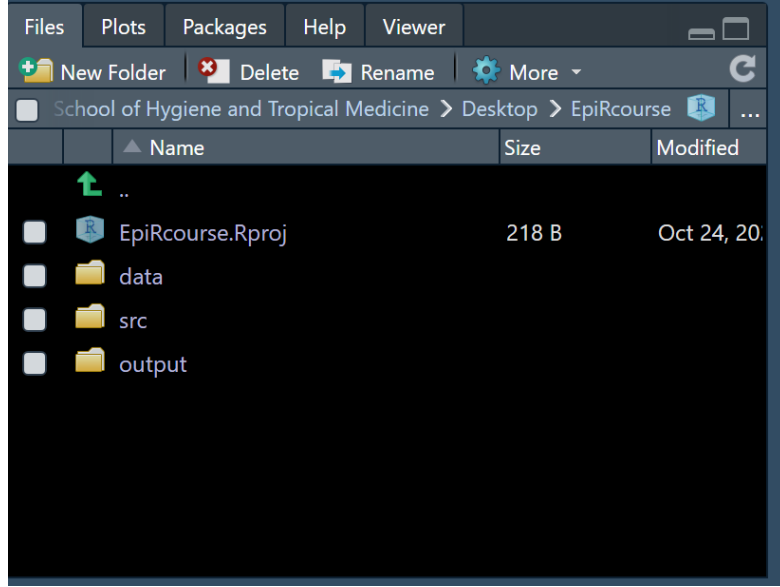 Files Plots Packages Help Viewer
New Folder Delete Rename More
School of Hygiene and Tropical Medicine > Desktop > EpiRcourse R ...
Name Size Modified
..
R EpiRcourse.Rproj 218 B Oct 24, 20
data
src
output